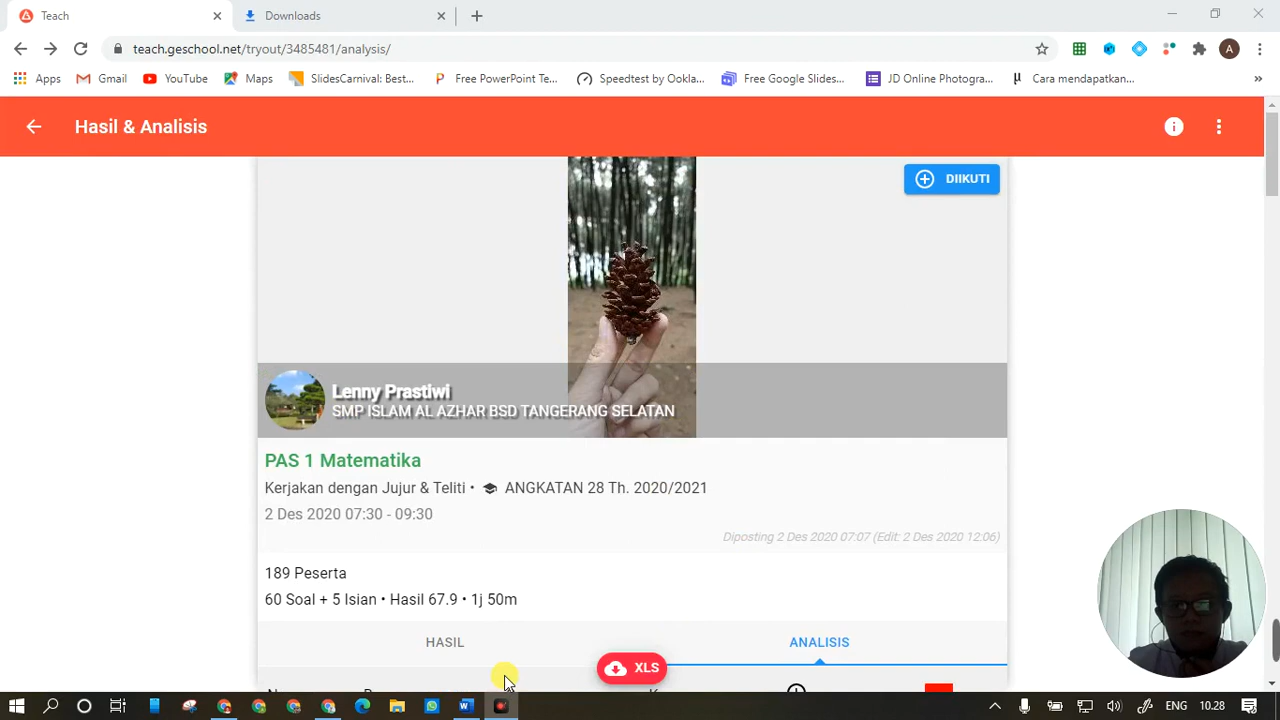 Teach
Downloads
teach.geschool.net/tryout/3485481/analysis/
A
Apps
Gmail
YouTube
Maps
SlidesCarnival: Best...
Free PowerPoint Te...
Speedtest by Ookla...
Free Google Slides...
JD Online Photogra...
Cara mendapatkan...
»
Hasil & Analisis
DIIKUTI
Lenny Prastiwi
SMP ISLAM AL AZHAR BSD TANGERANG SELATAN
PAS 1 Matematika
Kerjakan dengan Jujur & Teliti • ANGKATAN 28 Th. 2020/2021
2 Des 2020 07:30 - 09:30
Diposting 2 Des 2020 07:07 (Edit: 2 Des 2020 12:06)
189 Peserta
60 Soal + 5 Isian • Hasil 67.9 • 1j 50m
HASIL
ANALISIS
XLS
ENG
10.28